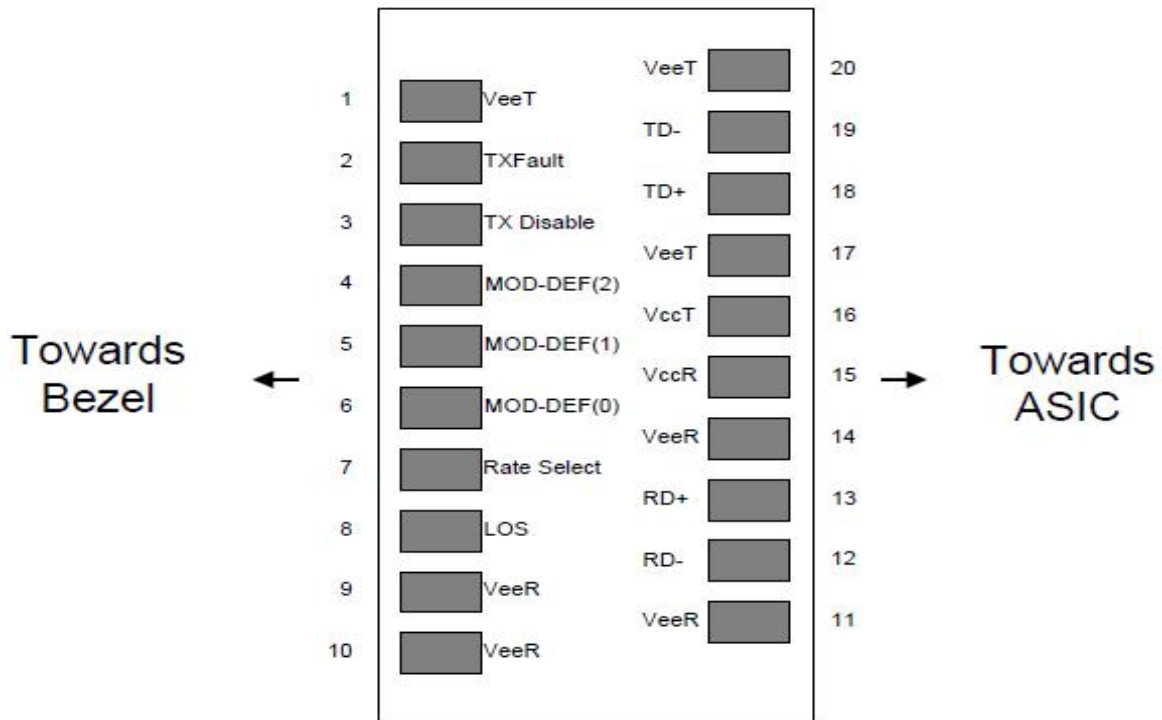 VeeT 20
1 VeeT
TD- 19
2 TXFault
TD+ 18
3 TX Disable
VeeT 17
4 MOD-DEF(2)
VccT 16
5 MOD-DEF(1)
Towards
Bezel
VccR 15
Towards
ASIC
6 MOD-DEF(0)
VeeR 14
7 Rate Select
RD+ 13
8 LOS
RD- 12
9 VeeR
VeeR 11
10 VeeR